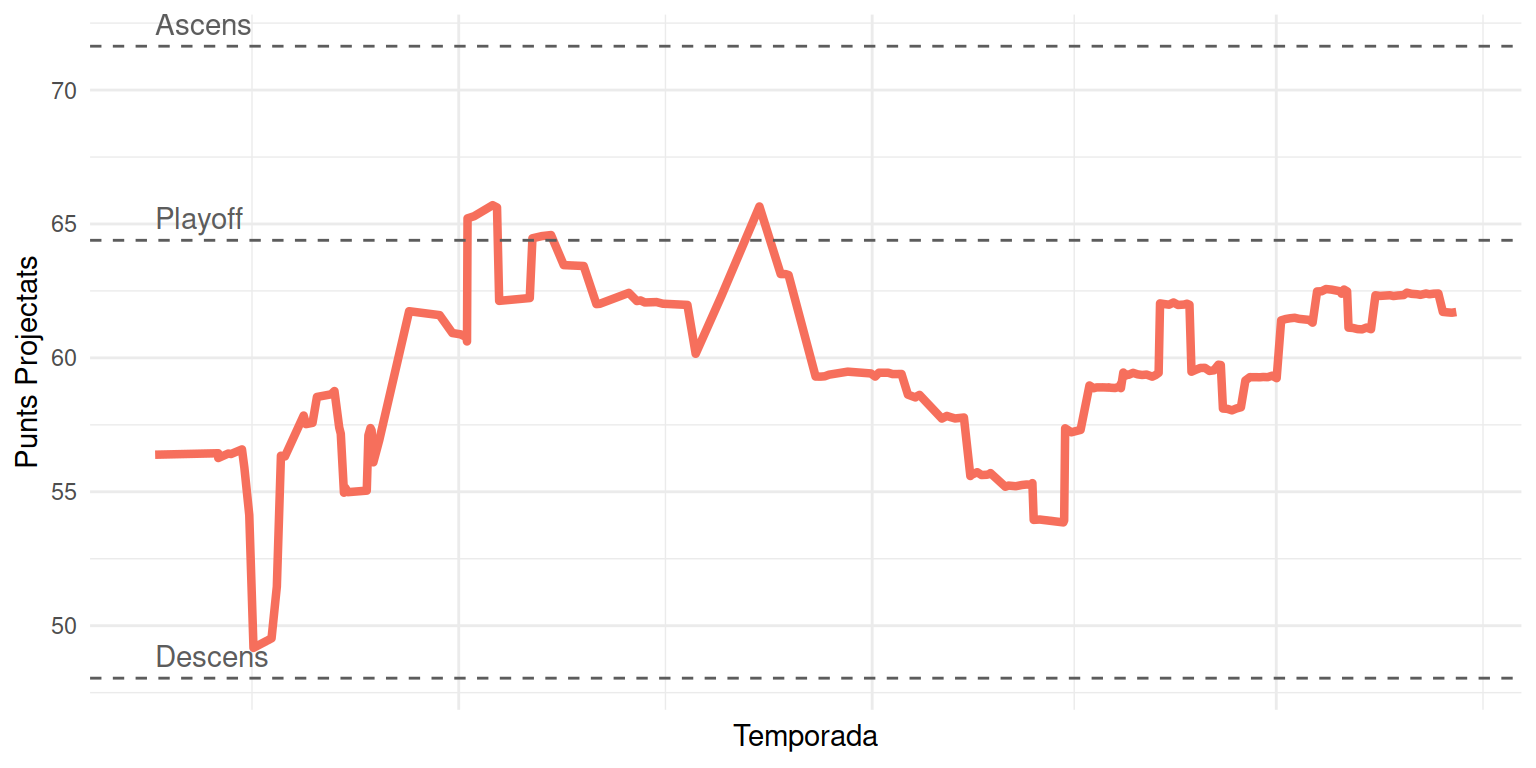 Ascens
70
Playoff
65
60
55
50
Descens
Punts Projectats
Temporada